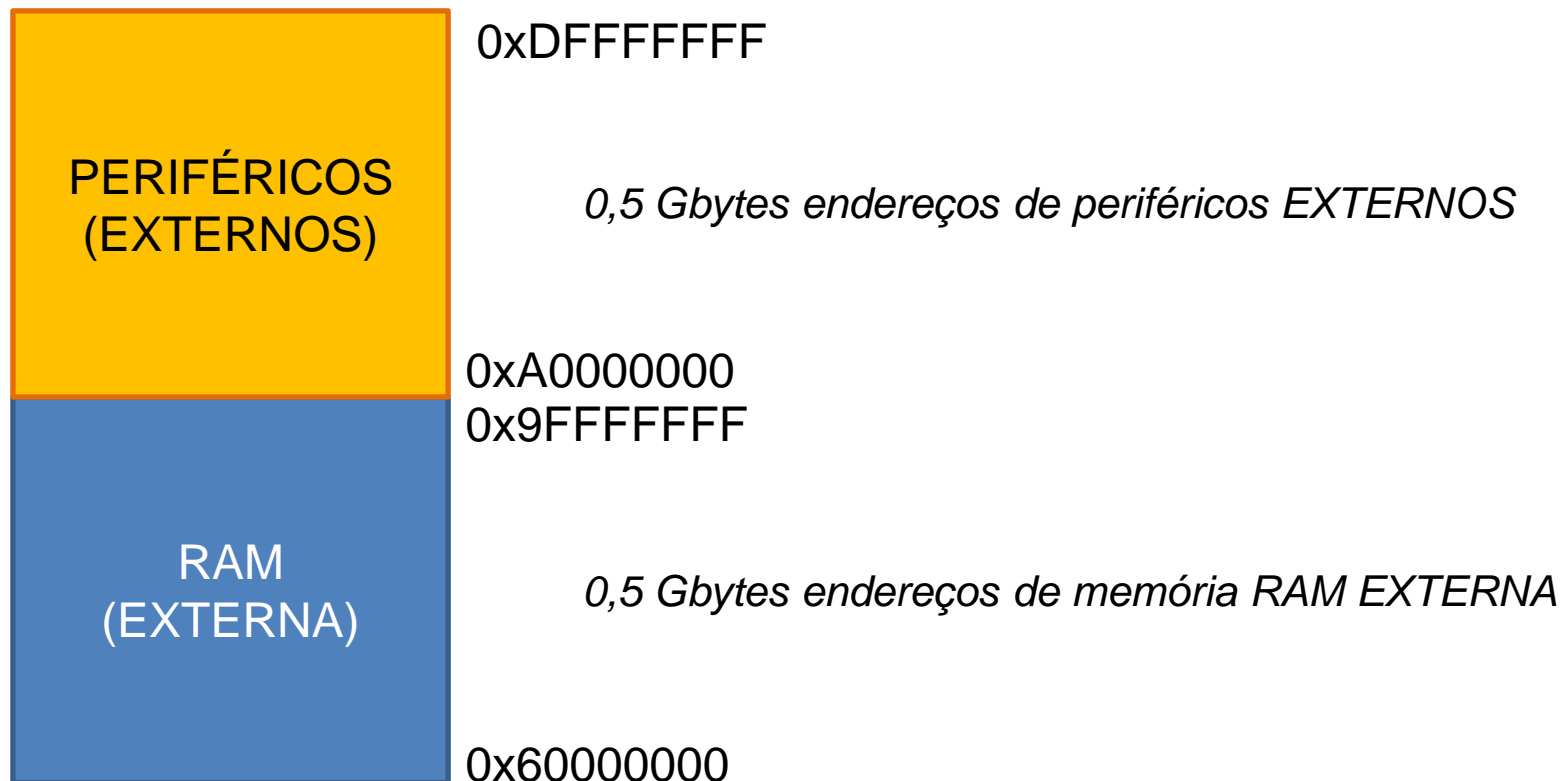 0xDFFFFFFF
PERIFÉRICOS
(EXTERNOS)
0,5 Gbytes endereços de periféricos EXTERNOS
0xA0000000
0x9FFFFFFF
RAM
(EXTERNA)
0,5 Gbytes endereços de memória RAM EXTERNA
0x60000000